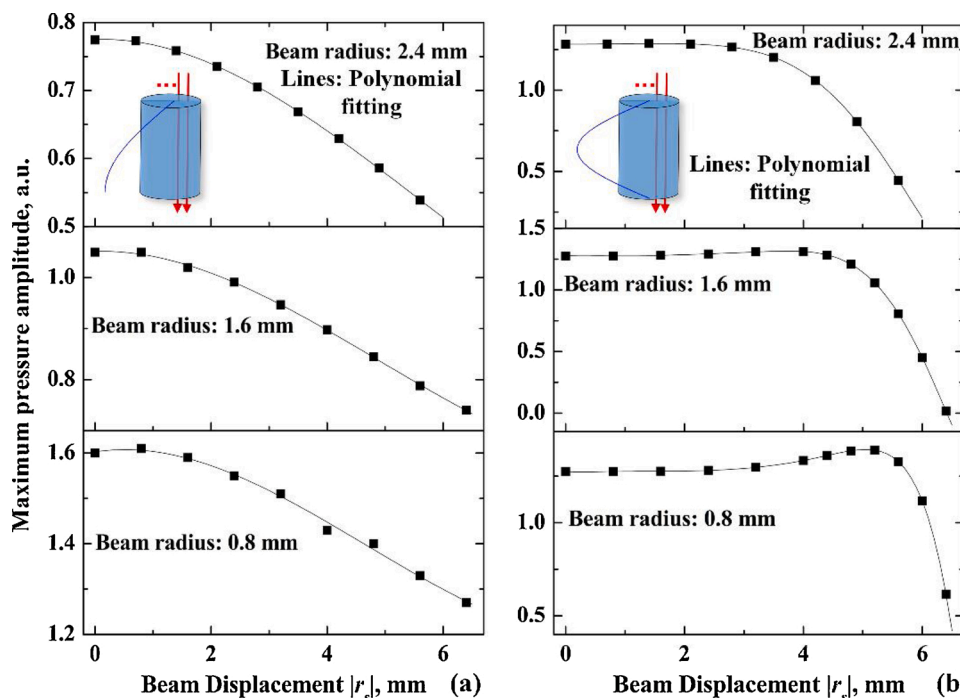 Maximum pressure amplitude, a.u.
0.8
0.7
0.6
0.5
Beam radius: 2.4 mm
Lines: Polynomial
fitting
1.0
0.8
Beam radius: 1.6 mm
1.6
1.4
1.2
Beam radius: 0.8 mm
0 2 4 6
Beam Displacement |rs|, mm (a)
1.0
0.5
Beam radius: 2.4 mm
Lines: Polynomial
fitting
1.5
1.0
0.5
0.0
Beam radius: 1.6 mm
1.0
0.5
Beam radius: 0.8 mm
0 2 4 6
Beam Displacement |rs|, mm (b)